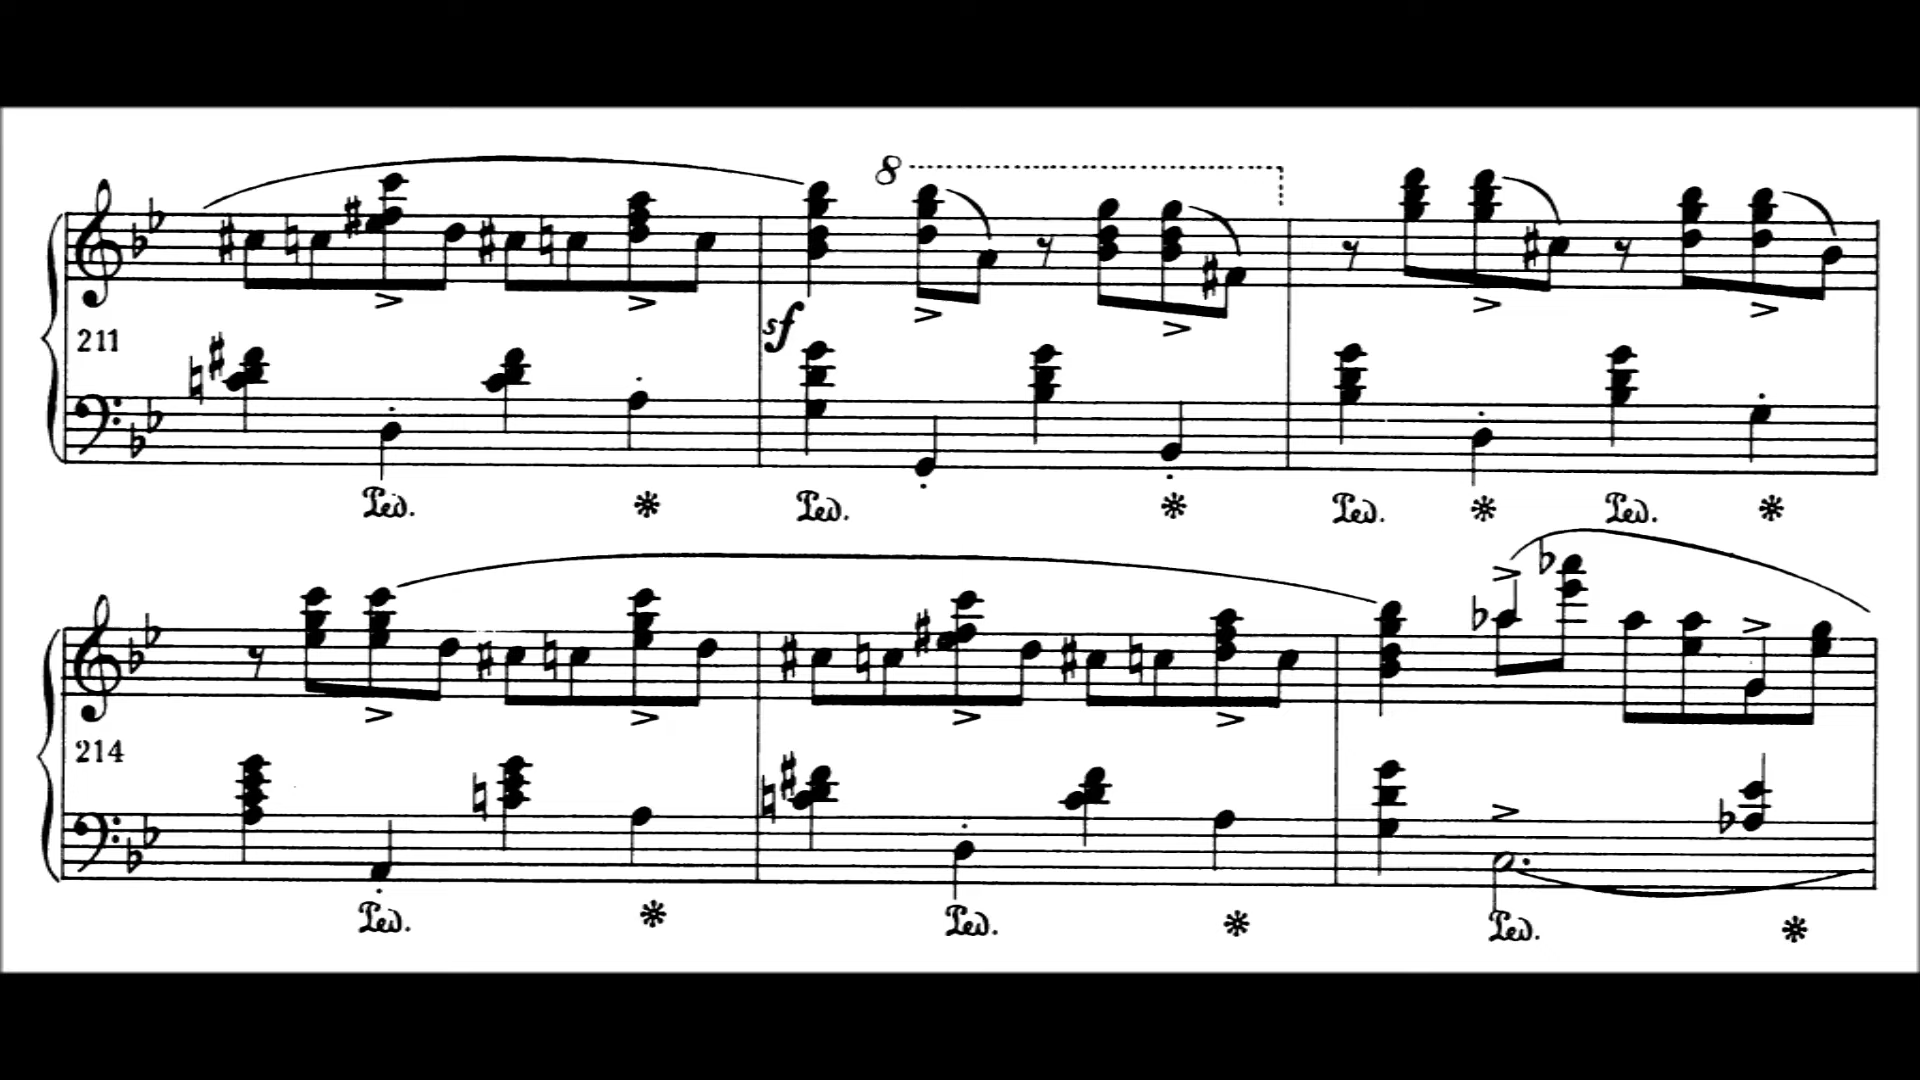 8
211
sf
Ped. * Ped. * Ped. * Ped. *
214
Ped. * Ped. * Ped. *